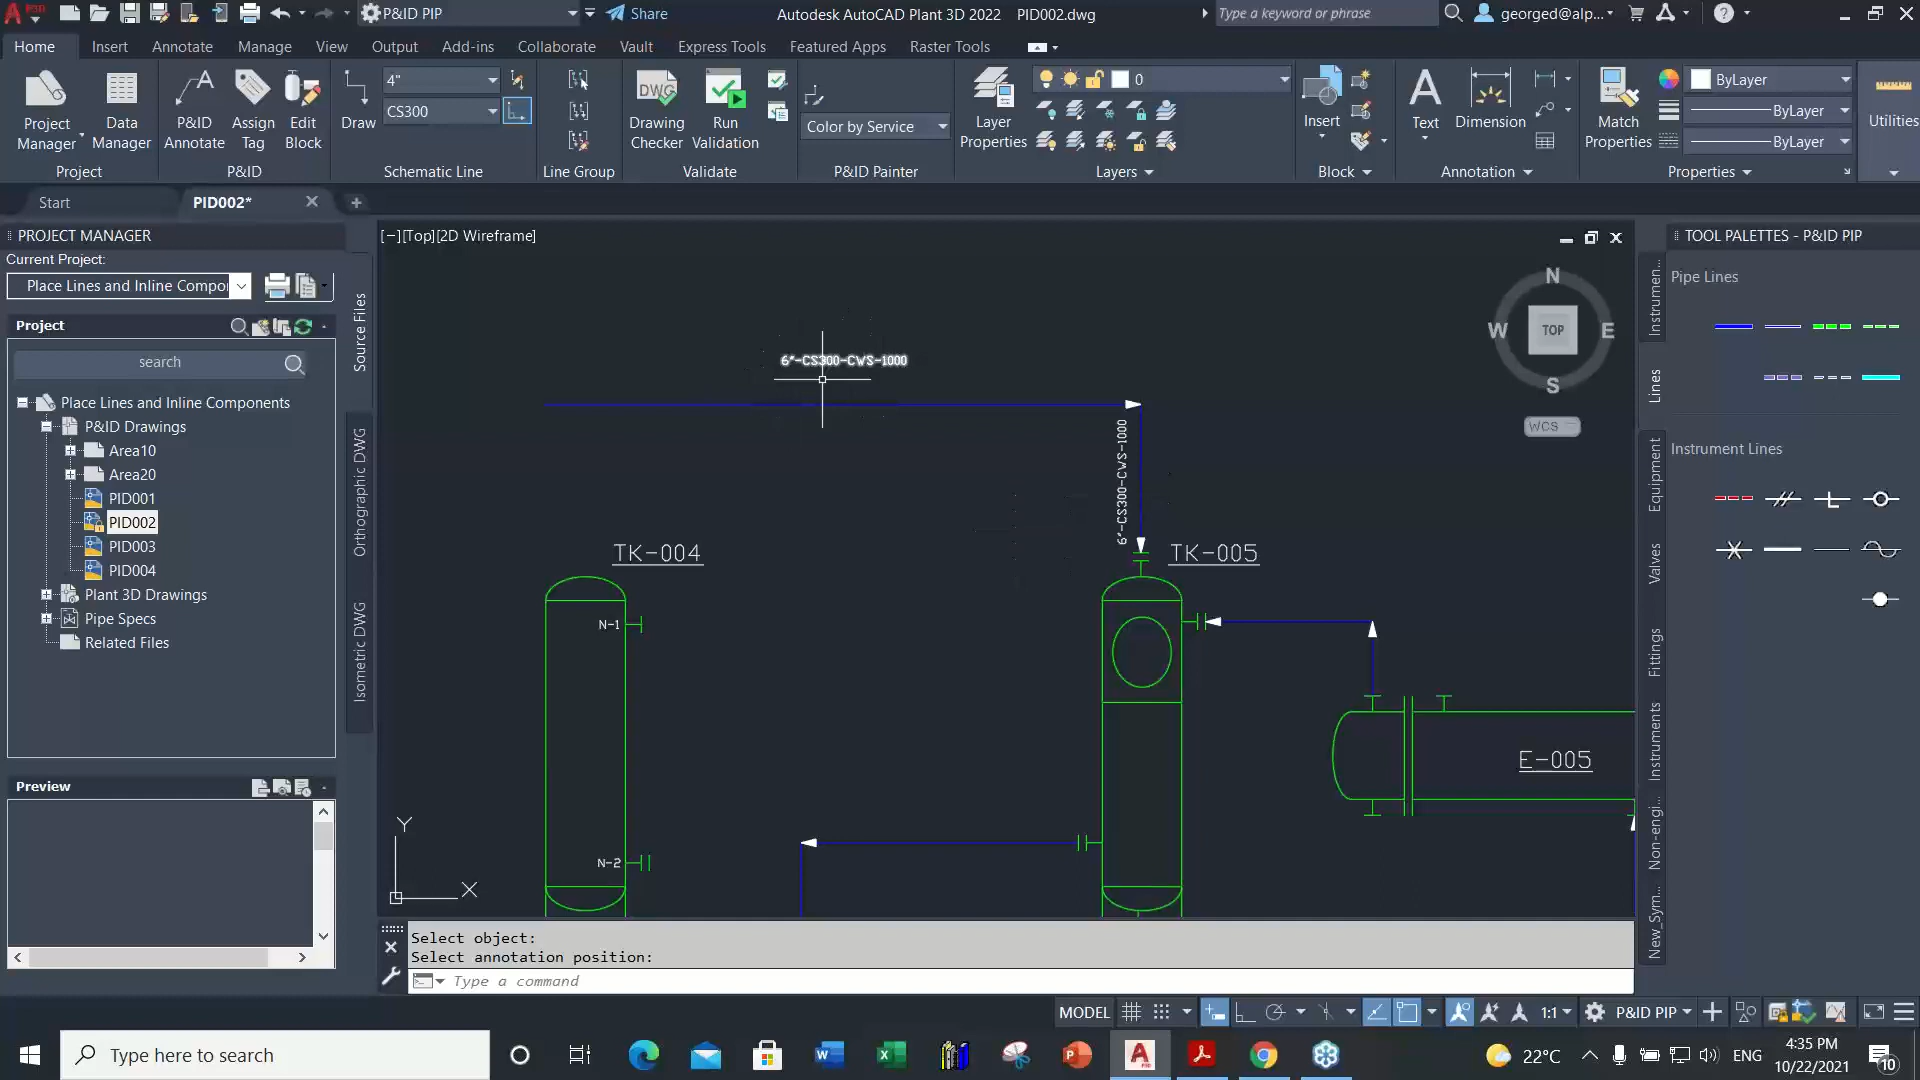 P&ID PIP
Share
Autodesk AutoCAD Plant 3D 2022 PID002.dwg
Type a keyword or phrase
georged@alp...
Home
Insert
Annotate
Manage
View
Output
Add-ins
Collaborate
Vault
Express Tools
Featured Apps
Raster Tools
Project
Manager
Data
Manager
Project
P&ID
Annotate
Assign
Tag
Edit
Block
P&ID
Draw
4"
CS300
Schematic Line
Line Group
DWG
Drawing
Checker
Run
Validation
Validate
Color by Service
P&ID Painter
Layer
Properties
0
Layers
Insert
Block
Text
Dimension
Annotation
Match
Properties
ByLayer
ByLayer
ByLayer
Properties
Utilities
Start
PID002*
PROJECT MANAGER
Current Project:
Place Lines and Inline Compo
Project
search
Place Lines and Inline Components
P&ID Drawings
Area10
Area20
PID001
PID002
PID003
PID004
Plant 3D Drawings
Pipe Specs
Related Files
Preview
Source Files
Orthographic DWG
Isometric DWG
[−][Top][2D Wireframe]
6"-CS300-CWS-1000
6"-CS300-CWS-1000
TK-004
TK-005
N-1
N-2
E-005
Y
X
N
W
TOP
E
S
WCS
TOOL PALETTES - P&ID PIP
Pipe Lines
Instrument Lines
Instrumen...
Lines
Equipment
Valves
Fittings
Instruments
Non-engi...
New_Sym...
Select object:
Select annotation position:
Type a command
MODEL
1:1
P&ID PIP
Type here to search
22°C
ENG
4:35 PM
10/22/2021
10